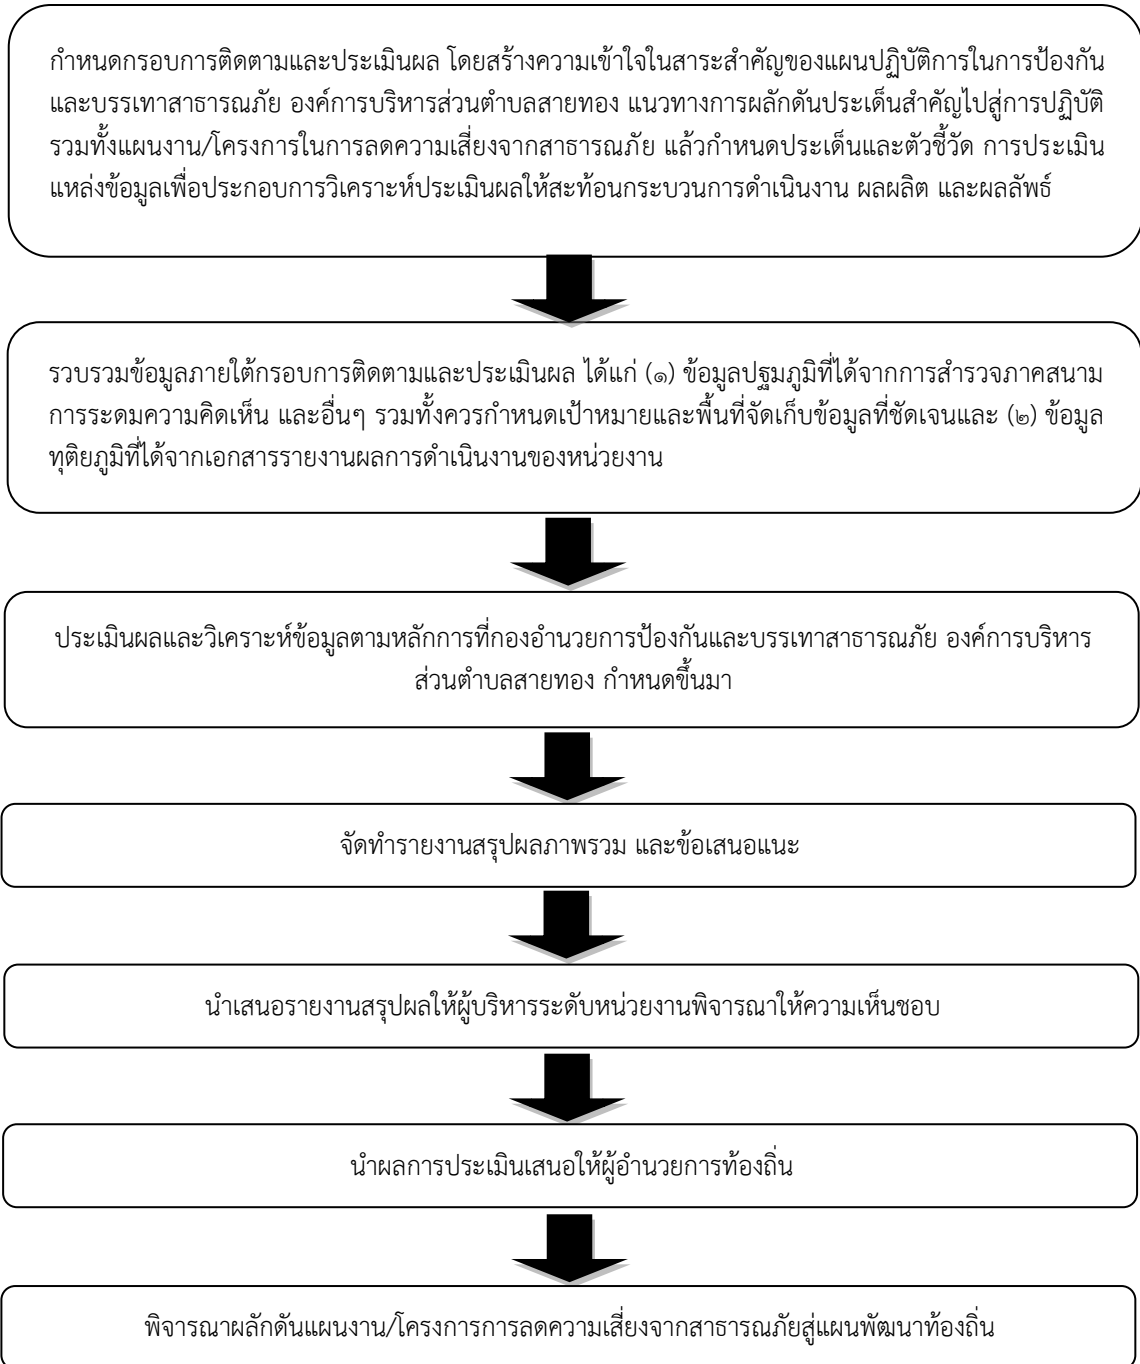 กำหนดกรอบการติดตามและประเมินผล โดยสร้างความเข้าใจในสาระสำคัญของแผนปฏิบัติการในการป้องกัน
และบรรเทาสาธารณภัย องค์การบริหารส่วนตำบลสายทอง แนวทางการผลักดันประเด็นสำคัญไปสู่การปฏิบัติ
รวมทั้งแผนงาน/โครงการในการลดความเสี่ยงจากสาธารณภัย แล้วกำหนดประเด็นและตัวชี้วัด การประเมิน
แหล่งข้อมูลเพื่อประกอบการวิเคราะห์ประเมินผลให้สะท้อนกระบวนการดำเนินงาน ผลผลิต และผลลัพธ์
รวบรวมข้อมูลภายใต้กรอบการติดตามและประเมินผล ได้แก่ (๑) ข้อมูลปฐมภูมิที่ได้จากการสำรวจภาคสนาม
การระดมความคิดเห็น และอื่นๆ รวมทั้งควรกำหนดเป้าหมายและพื้นที่จัดเก็บข้อมูลที่ชัดเจนและ (๒) ข้อมูล
ทุติยภูมิที่ได้จากเอกสารรายงานผลการดำเนินงานของหน่วยงาน
ประเมินผลและวิเคราะห์ข้อมูลตามหลักการที่กองอำนวยการป้องกันและบรรเทาสาธารณภัย องค์การบริหาร
ส่วนตำบลสายทอง กำหนดขึ้นมา
จัดทำรายงานสรุปผลภาพรวม และข้อเสนอแนะ
นำเสนอรายงานสรุปผลให้ผู้บริหารระดับหน่วยงานพิจารณาให้ความเห็นชอบ
นำผลการประเมินเสนอให้ผู้อำนวยการท้องถิ่น
พิจารณาผลักดันแผนงาน/โครงการการลดความเสี่ยงจากสาธารณภัยสู่แผนพัฒนาท้องถิ่น